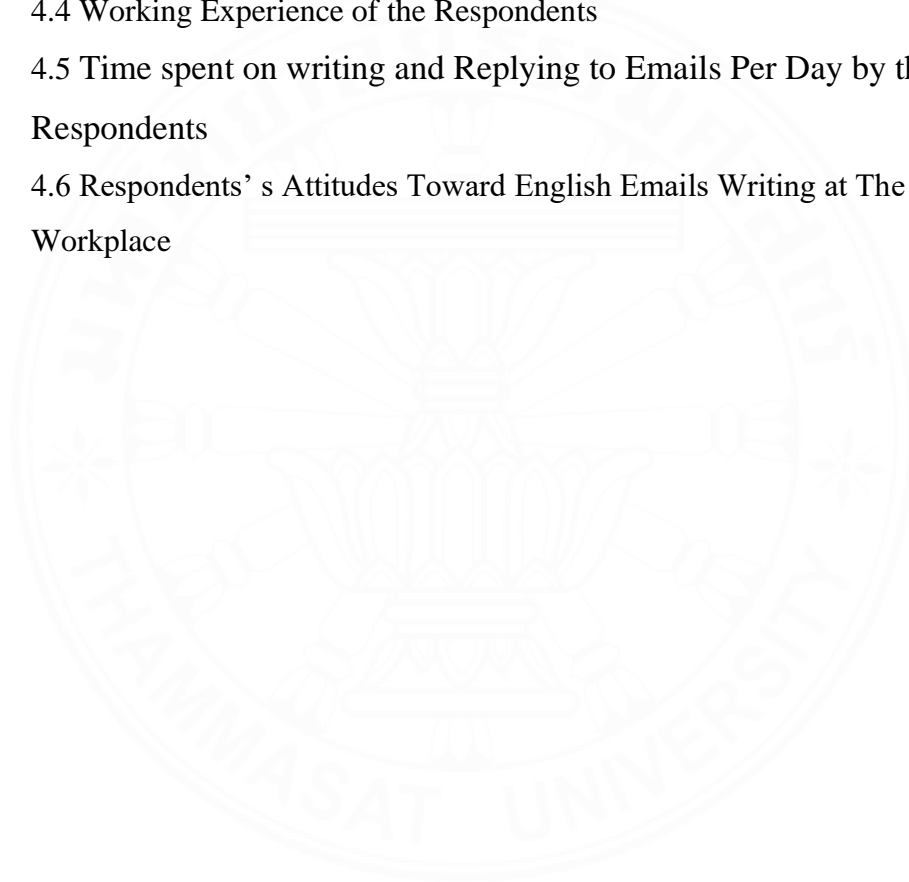 4.4 Working Experience of the Respondents
4.5 Time spent on writing and Replying to Emails Per Day by
Respondents
4.6 Respondents’ s Attitudes Toward English Emails Writing at The
Workplace
THAMMASAT UNIVERSITY